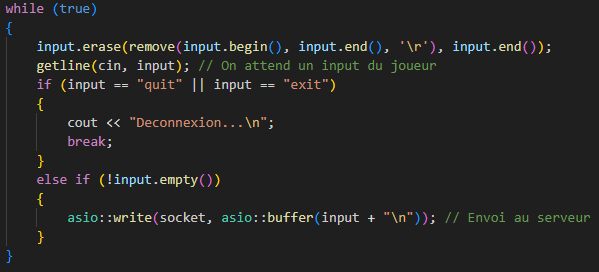 while (true)
{
    input.erase(remove(input.begin(), input.end(), '\r'), input.end());
    getline(cin, input); // On attend un input du joueur
    if (input == "quit" || input == "exit")
    {
        cout << "Deconnexion...\n";
        break;
    }
    else if (!input.empty())
    {
        asio::write(socket, asio::buffer(input + "\n")); // Envoi au serveur
    }
}